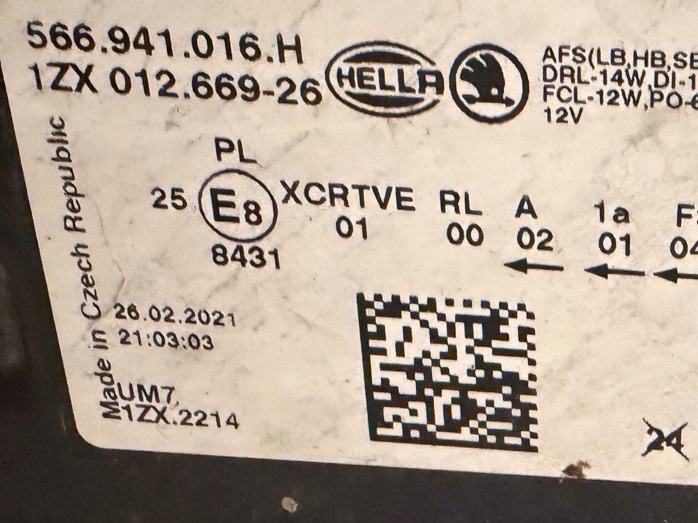 566.941.016.H
1ZX 012.669-26
HELLA
AFS(LB,HB,SE
DRL-14W,DI-1
FCL-12W,PO-
12V
PL
25 E8 XCRTVE RL A 1a F
8431 01 00 02 01 04
Made in Czech Republic
26.02.2021
21:03:03
UM7
1ZX.2214
24